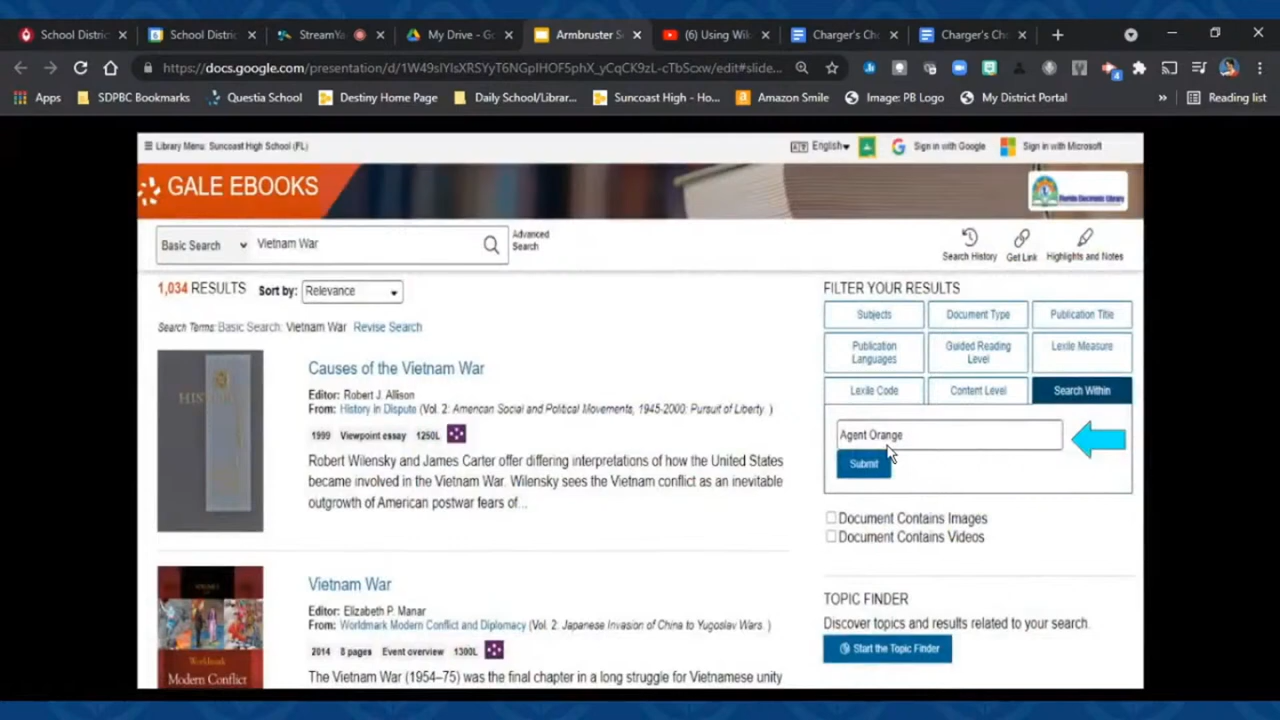 School Distric
School Distric
StreamYa
My Drive - Go
Armbruster S
(6) Using Wil
Charger's Ch
Charger's Ch
https://docs.google.com/presentation/d/1W49slYIsXRSYyT6NGpIHOF5phX_yCqCK9zL-cTbScxw/edit#slide...
Apps
SDPBC Bookmarks
Questia School
Destiny Home Page
Daily School/Librar...
Suncoast High - Ho...
Amazon Smile
Image: PB Logo
My District Portal
»
Reading list
Library Menu: Suncoast High School (FL)
English
Sign in with Google
Sign in with Microsoft
GALE EBOOKS
Florida Electronic Library
Basic Search
Vietnam War
Advanced
Search
Search History
Get Link
Highlights and Notes
1,034 RESULTS
Sort by:
Relevance
Search Terms: Basic Search: Vietnam War Revise Search
HIS
Causes of the Vietnam War
Editor: Robert J. Allison
From: History in Dispute (Vol. 2: American Social and Political Movements, 1945-2000: Pursuit of Liberty. )
1999 Viewpoint essay 1250L
Robert Wilensky and James Carter offer differing interpretations of how the United States
became involved in the Vietnam War. Wilensky sees the Vietnam conflict as an inevitable
outgrowth of American postwar fears of...
Worldmark
Modern Conflict
Vietnam War
Editor: Elizabeth P. Manar
From: Worldmark Modern Conflict and Diplomacy (Vol. 2: Japanese Invasion of China to Yugoslav Wars. )
2014 8 pages Event overview 1300L
The Vietnam War (1954–75) was the final chapter in a long struggle for Vietnamese unity
FILTER YOUR RESULTS
Subjects
Document Type
Publication Title
Publication
Languages
Guided Reading
Level
Lexile Measure
Lexile Code
Content Level
Search Within
Agent Orange
Submit
Document Contains Images
Document Contains Videos
TOPIC FINDER
Discover topics and results related to your search.
Start the Topic Finder